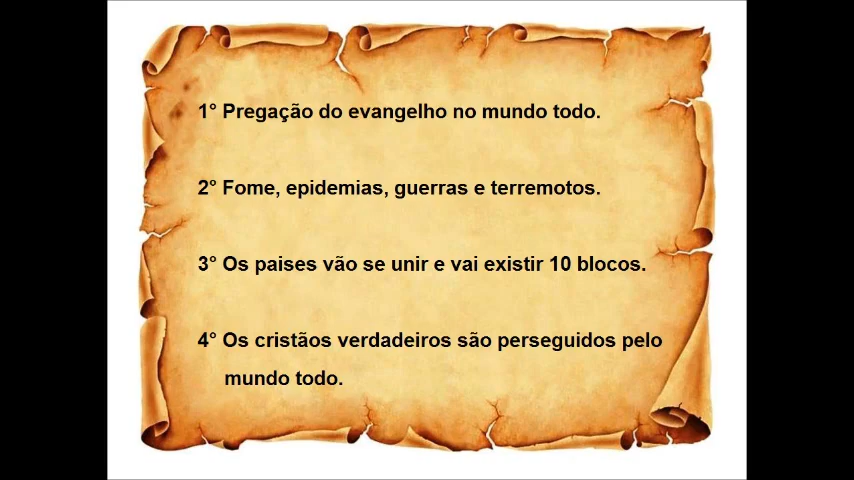 1° Pregação do evangelho no mundo todo.
2° Fome, epidemias, guerras e terremotos.
3° Os paises vão se unir e vai existir 10 blocos.
4° Os cristãos verdadeiros são perseguidos pelo
mundo todo.